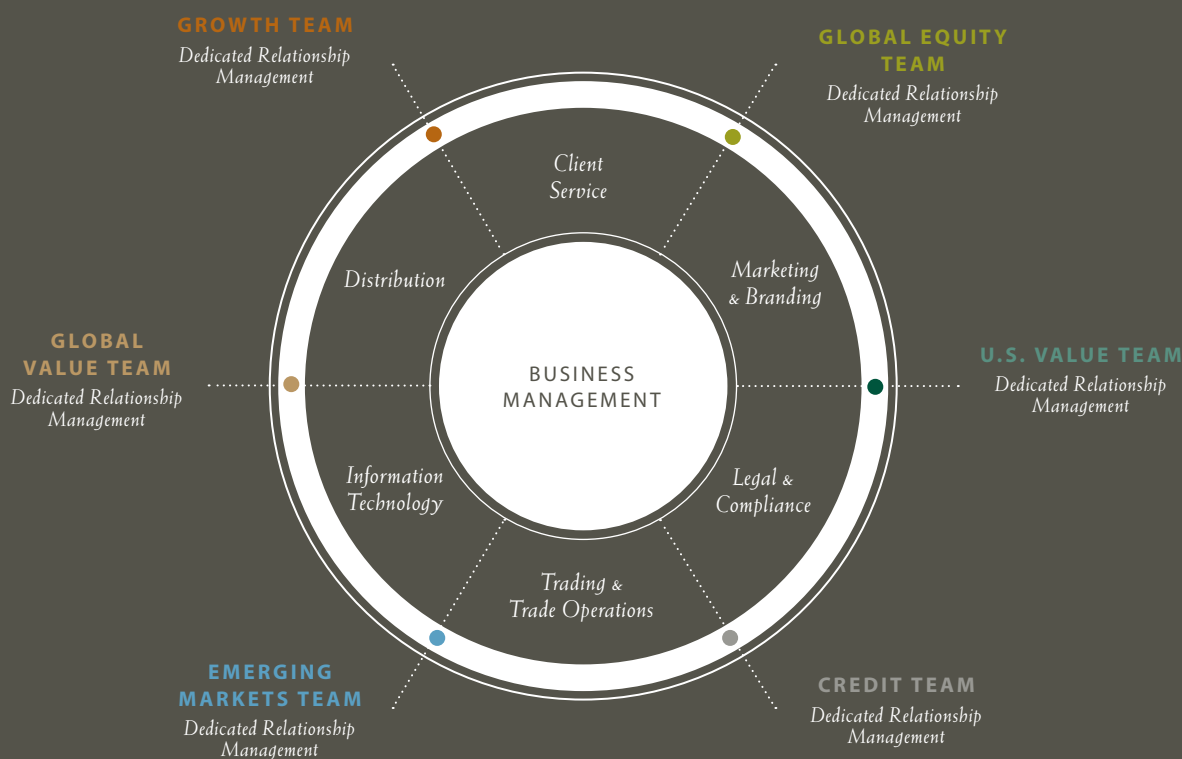 GROWTH TEAM
Dedicated Relationship
Management
GLOBAL EQUITY
TEAM
Dedicated Relationship
Management
Client
Service
Distribution
Marketing
& Branding
GLOBAL
VALUE TEAM
Dedicated Relationship
Management
BUSINESS
MANAGEMENT
U.S. VALUE TEAM
Dedicated Relationship
Management
Information
Technology
Legal &
Compliance
Trading &
Trade Operations
EMERGING
MARKETS TEAM
Dedicated Relationship
Management
CREDIT TEAM
Dedicated Relationship
Management